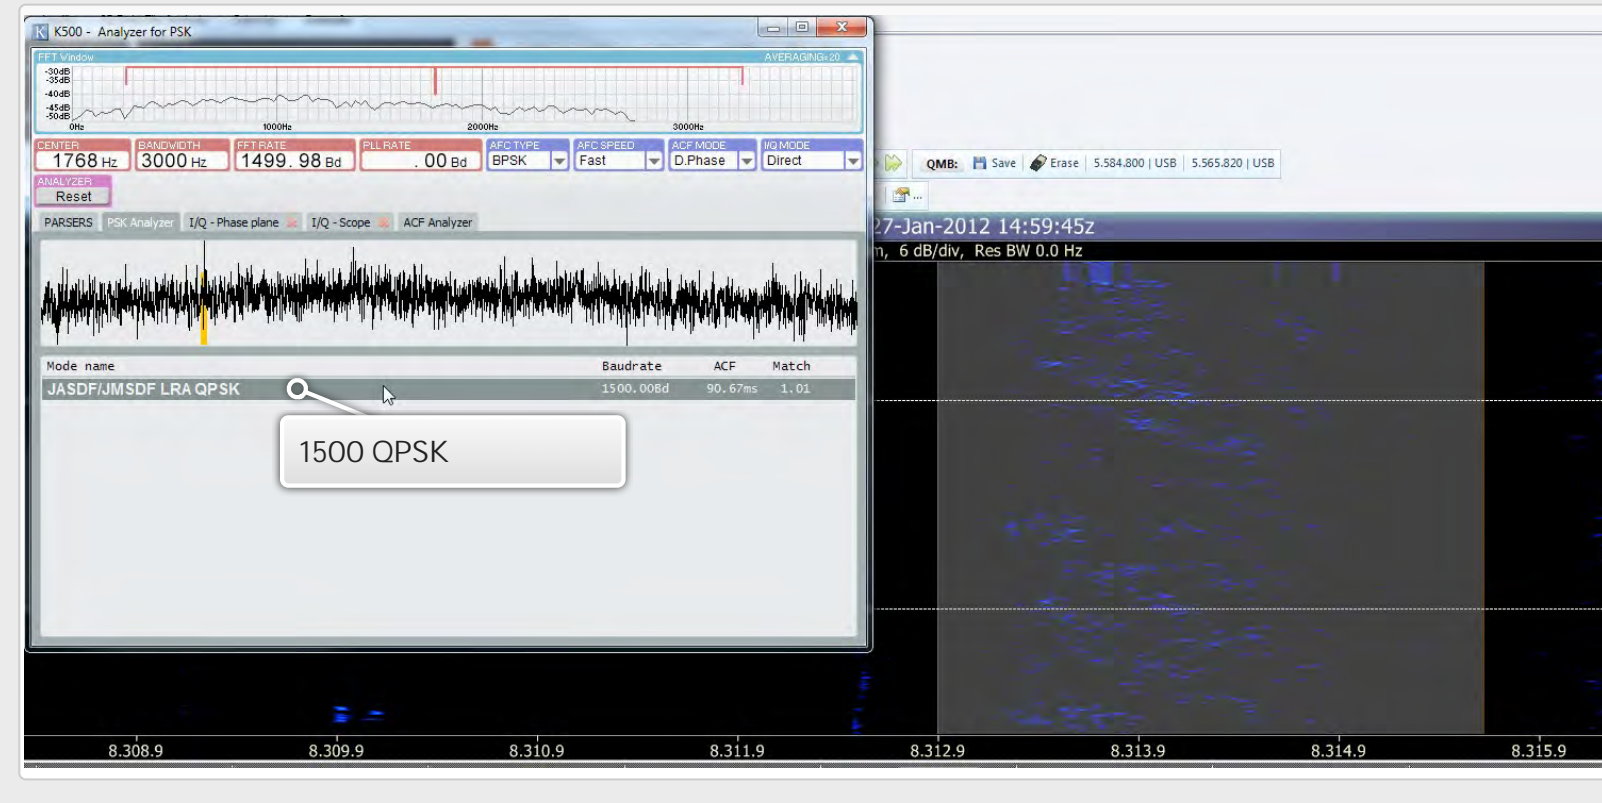 K500 - Analyzer for PSK
FFT Window AVERAGING=20
-30dB
-35dB
-40dB
-45dB
-50dB
0Hz 1000Hz 2000Hz 3000Hz
CENTER BANDWIDTH FFT RATE PLL RATE AFC TYPE AFC SPEED ACF MODE I/Q MODE
1768 Hz 3000 Hz 1499.98 Bd .00 Bd BPSK Fast D.Phase Direct
QMB: Save Erase 5.584.800 | USB 5.565.820 | USB
ANALYZER
Reset
...
PARSERS PSK Analyzer I/Q - Phase plane I/Q - Scope ACF Analyzer
27-Jan-2012 14:59:45z
m, 6 dB/div, Res BW 0.0 Hz
Mode name Baudrate ACF Match
JASDF/JMSDF LRA QPSK 1500.00Bd 90.67ms 1.01
1500 QPSK
8.308.9 8.309.9 8.310.9 8.311.9 8.312.9 8.313.9 8.314.9 8.315.9